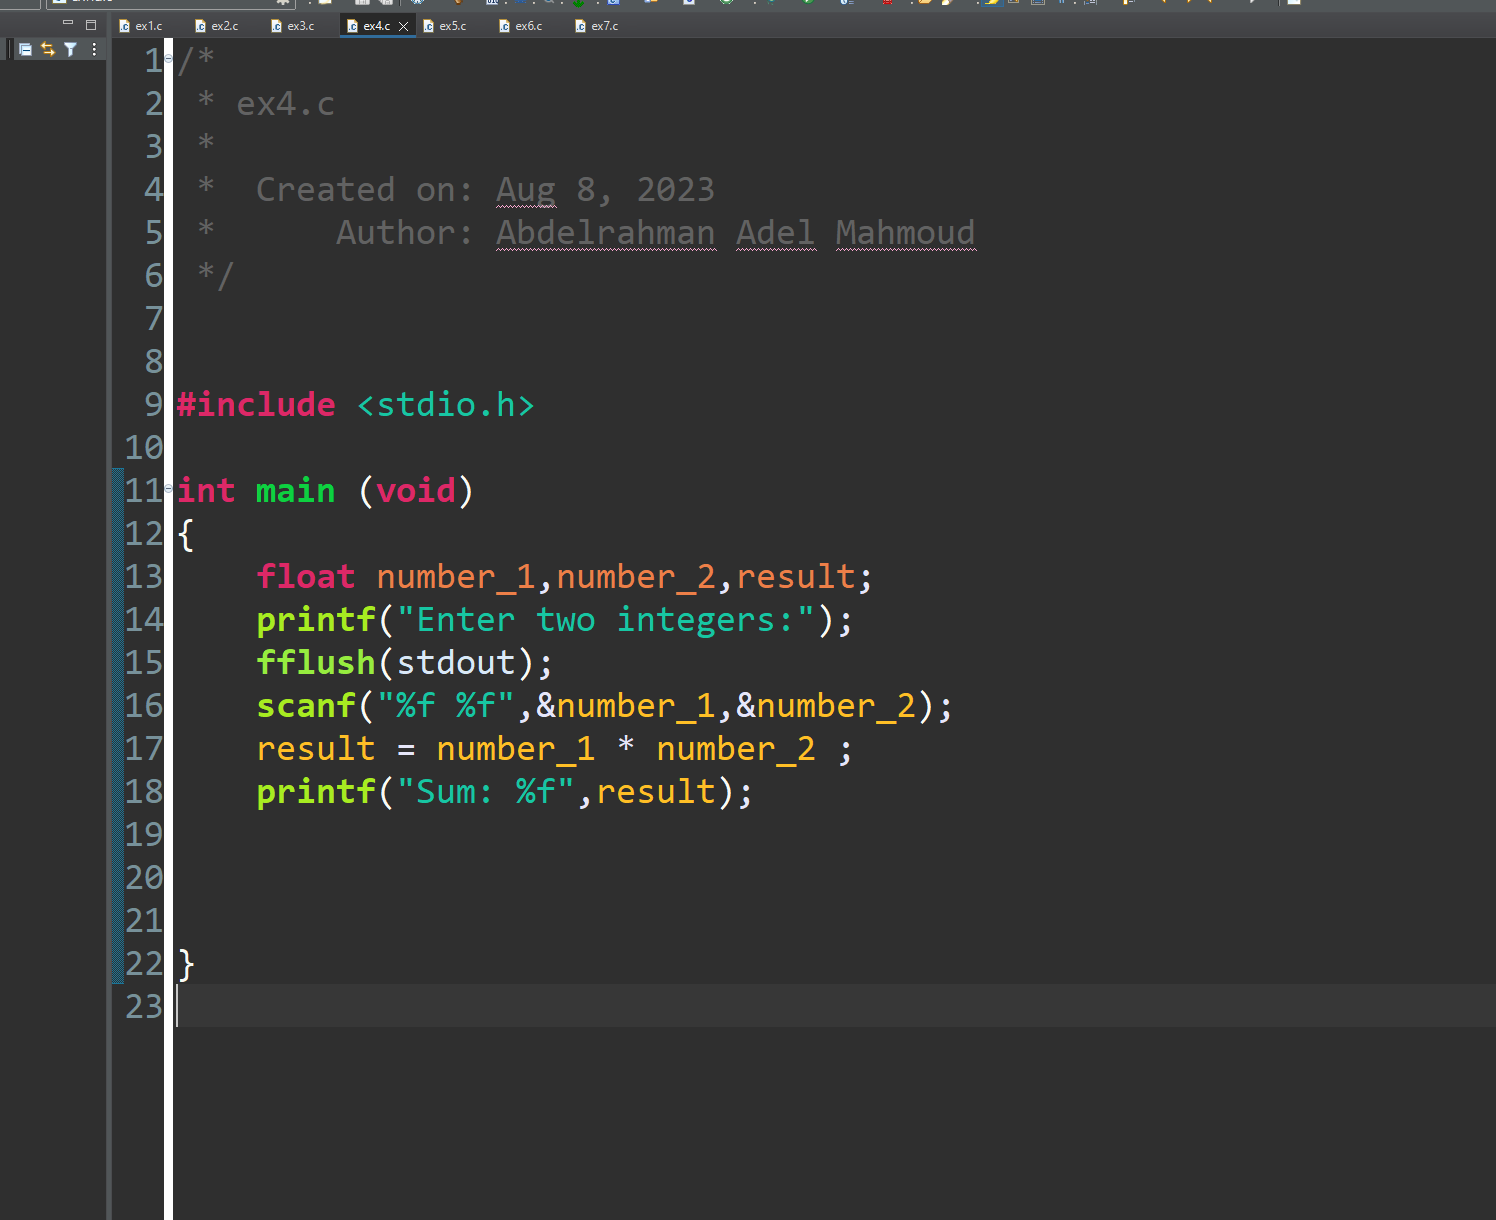 ex1.c ex2.c ex3.c ex4.c ex5.c ex6.c ex7.c
1 /*
2  * ex4.c
3  *
4  *  Created on: Aug 8, 2023
5  *      Author: Abdelrahman Adel Mahmoud
6  */
7
8
9 #include <stdio.h>
10
11 int main (void)
12 {
13     float number_1,number_2,result;
14     printf("Enter two integers:");
15     fflush(stdout);
16     scanf("%f %f",&number_1,&number_2);
17     result = number_1 * number_2 ;
18     printf("Sum: %f",result);
19
20
21
22 }
23